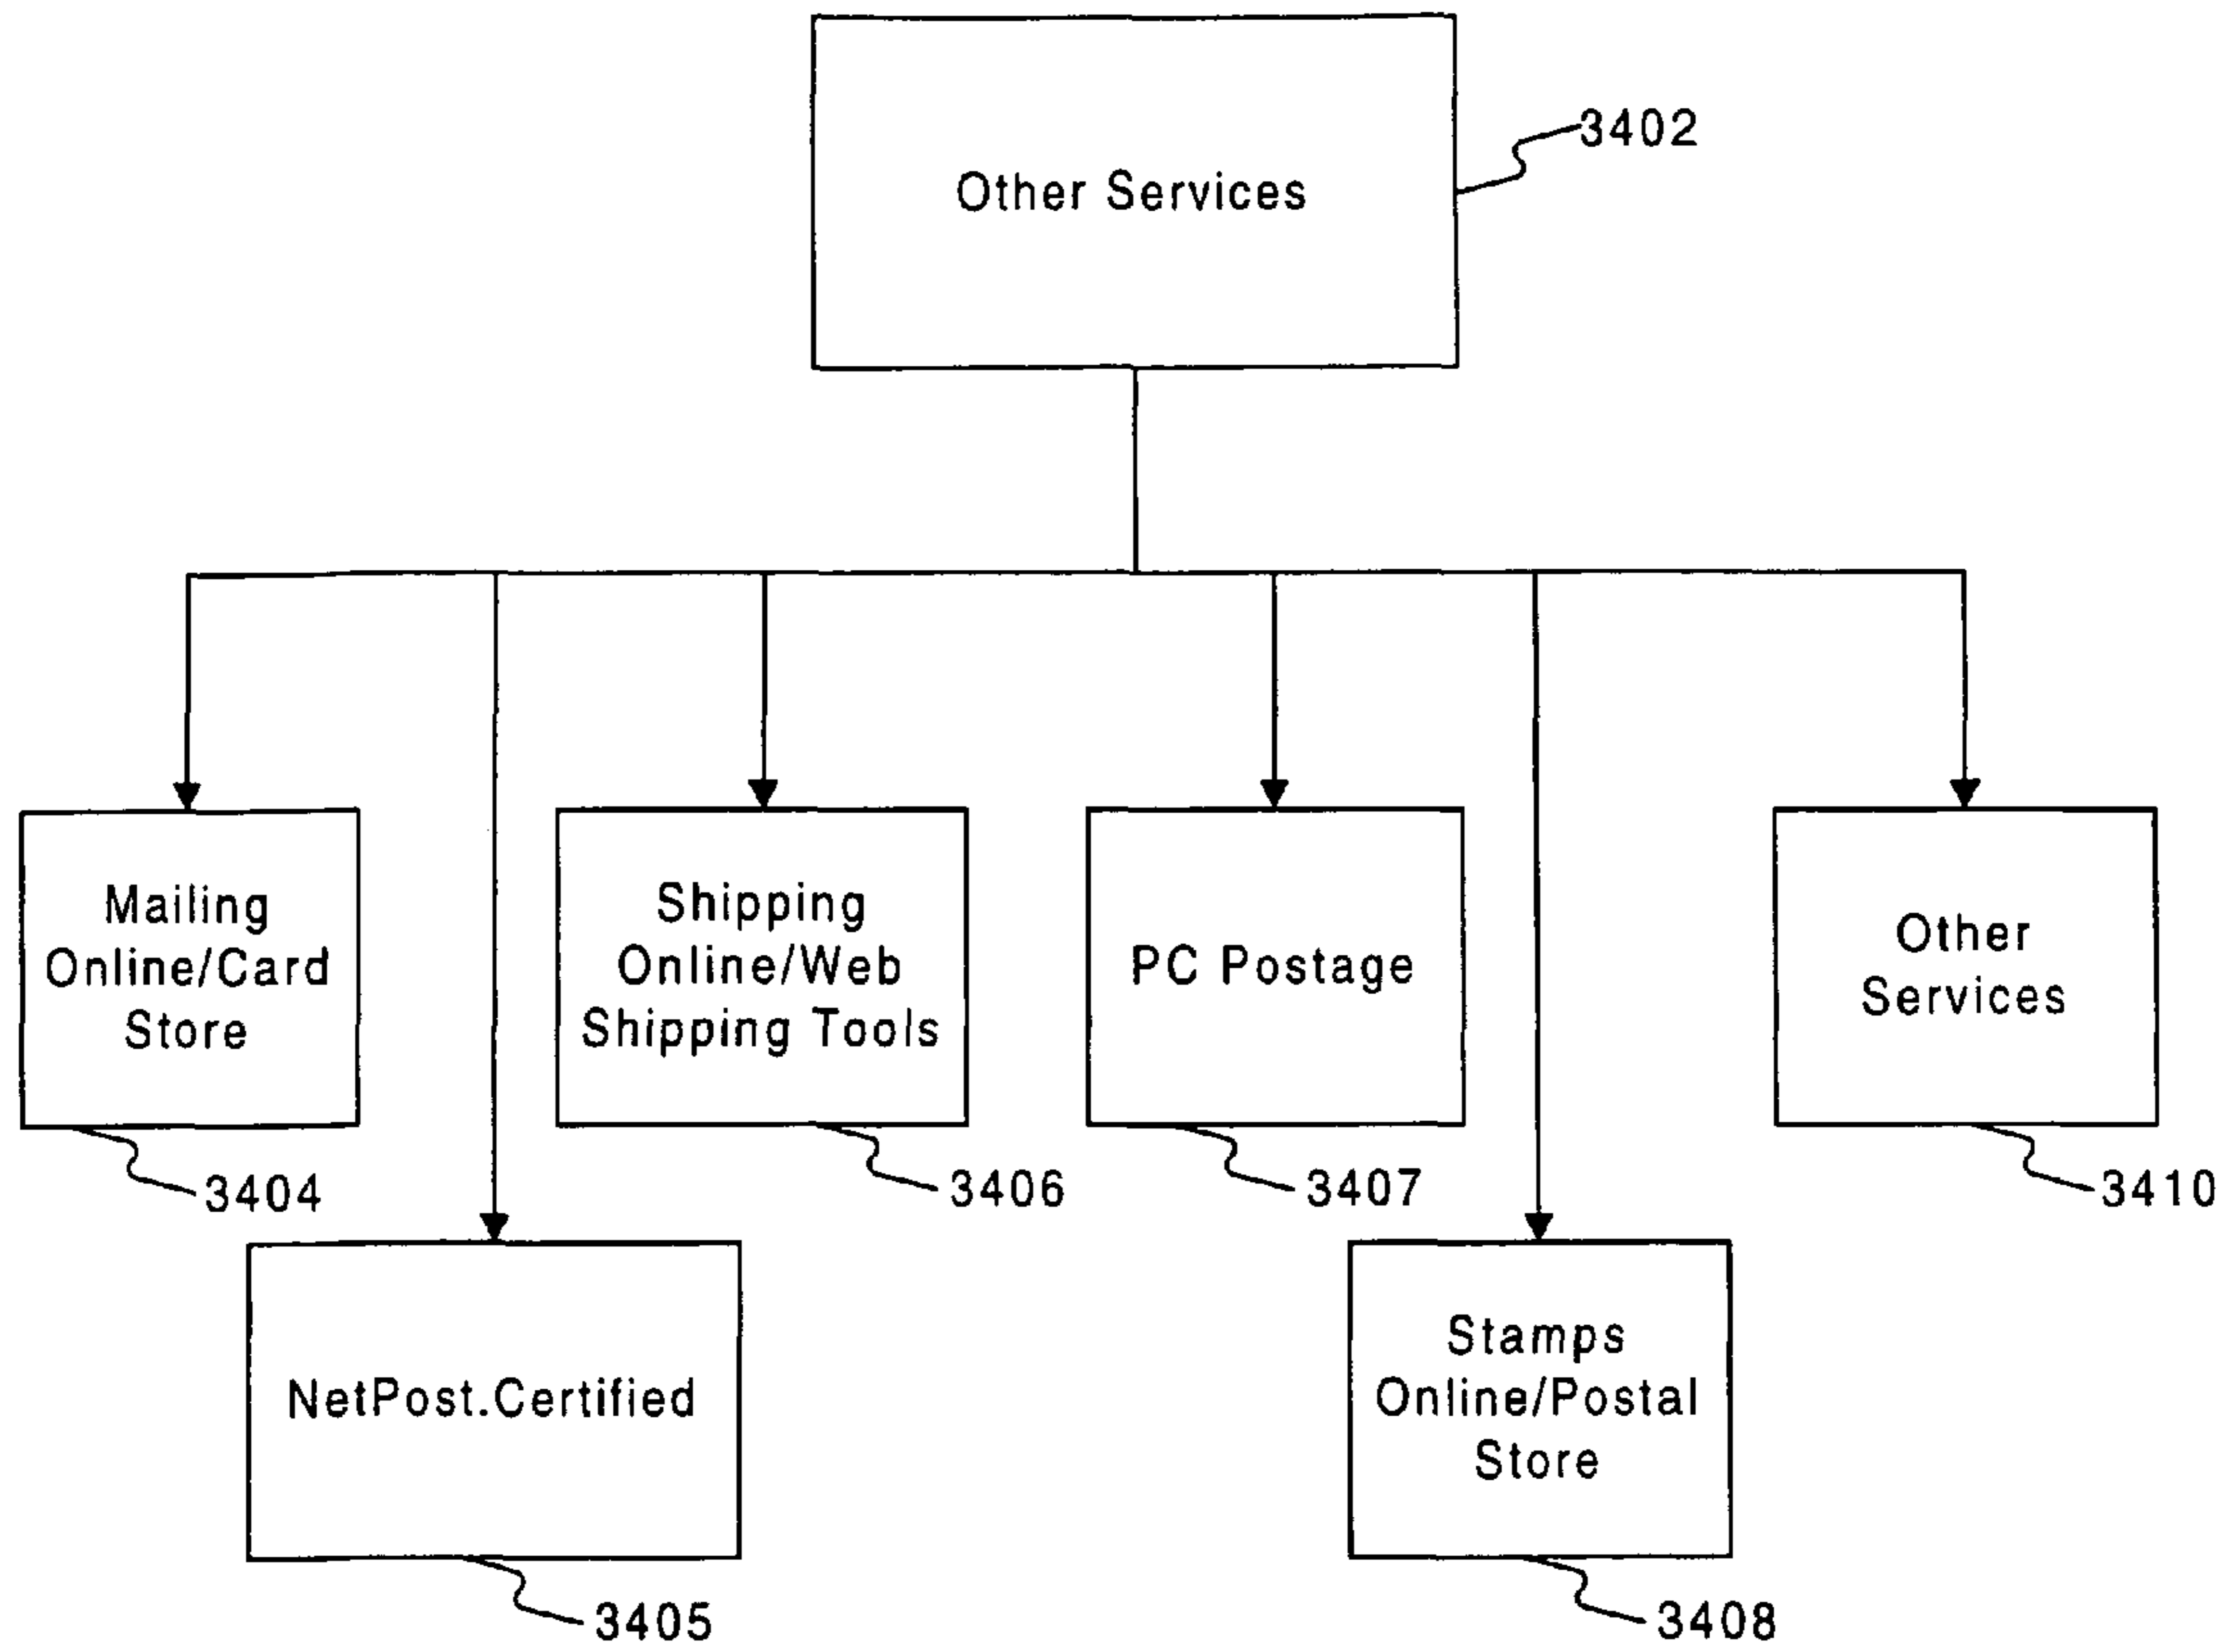 Other Services
3402
Mailing
Online/Card
Store
3404
Shipping
Online/Web
Shipping Tools
3406
PC Postage
3407
Other
Services
3410
NetPost.Certified
3405
Stamps
Online/Postal
Store
3408